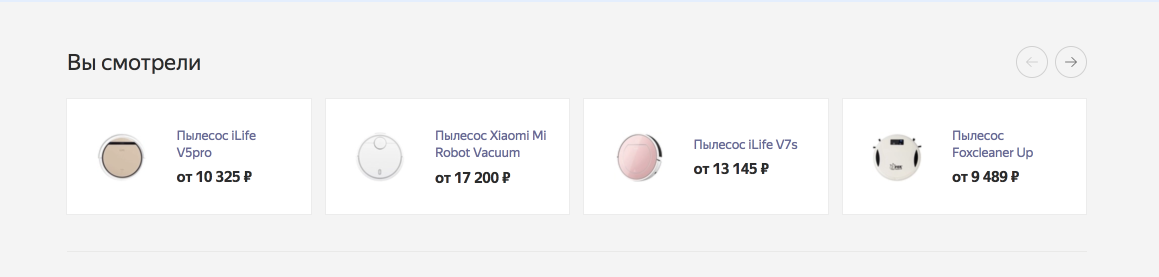 Вы смотрели
Пылесос iLife
V5pro
от 10 325 ₽
Пылесос Xiaomi Mi
Robot Vacuum
от 17 200 ₽
Пылесос iLife V7s
от 13 145 ₽
Пылесос
Foxcleaner Up
от 9 489 ₽